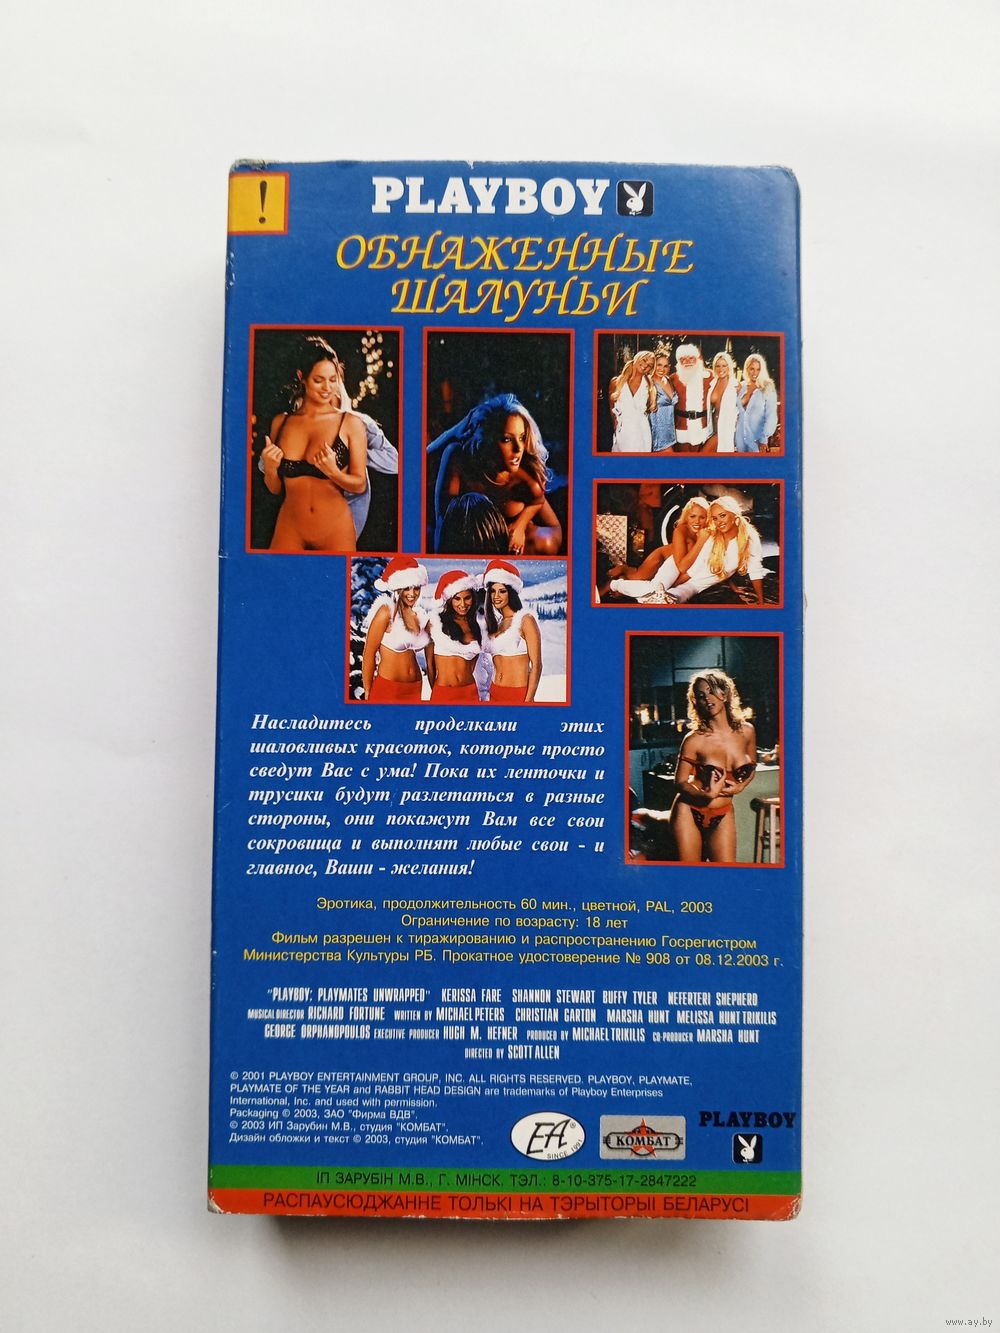 !
PLAYBOY
ОБНАЖЕННЫЕ
ШАЛУНЬИ
Насладитесь проделками этих
шаловливых красоток, которые просто
сведут Вас с ума! Пока их ленточки и
трусики будут разлетаться в разные
стороны, они покажут Вам все свои
сокровища и выполнят любые свои - и
главное, Ваши - желания!
Эротика, продолжительность 60 мин., цветной, PAL, 2003
Ограничение по возрасту: 18 лет
Фильм разрешен к тиражированию и распространению Госрегистром
Министерства Культуры РБ. Прокатное удостоверение № 908 от 08.12.2003 г.
"PLAYBOY: PLAYMATES UNWRAPPED" KERISSA FARE SHANNON STEWART BUFFY TYLER NEFERTERI SHEPHERD
MUSICAL DIRECTOR RICHARD FORTUNE WRITTEN BY MICHAEL PETERS CHRISTIAN GARTON MARSHA HUNT MELISSA HUNT TRIKILIS
GEORGE ORPHANOPOULOS EXECUTIVE PRODUCER HUGH M. HEFNER PRODUCED BY MICHAEL TRIKILIS CO-PRODUCER MARSHA HUNT
DIRECTED BY SCOTT ALLEN
© 2001 PLAYBOY ENTERTAINMENT GROUP, INC. ALL RIGHTS RESERVED. PLAYBOY, PLAYMATE,
PLAYMATE OF THE YEAR and RABBIT HEAD DESIGN are trademarks of Playboy Enterprises
International, Inc. and used with permission.
Packaging © 2003, ЗАО "Фирма ВДВ".
© 2003 ИП Зарубин М.В., студия "КОМБАТ".
Дизайн обложки и текст © 2003, студия "КОМБАТ".
EA ®
SINCE 1991
КОМБАТ
PLAYBOY
ІП ЗАРУБІН М.В., Г. МІНСК, ТЭЛ.: 8-10-375-17-2847222
РАСПАУСЮДЖАННЕ ТОЛЬКІ НА ТЭРЫТОРЫІ БЕЛАРУСІ
www.ay.by